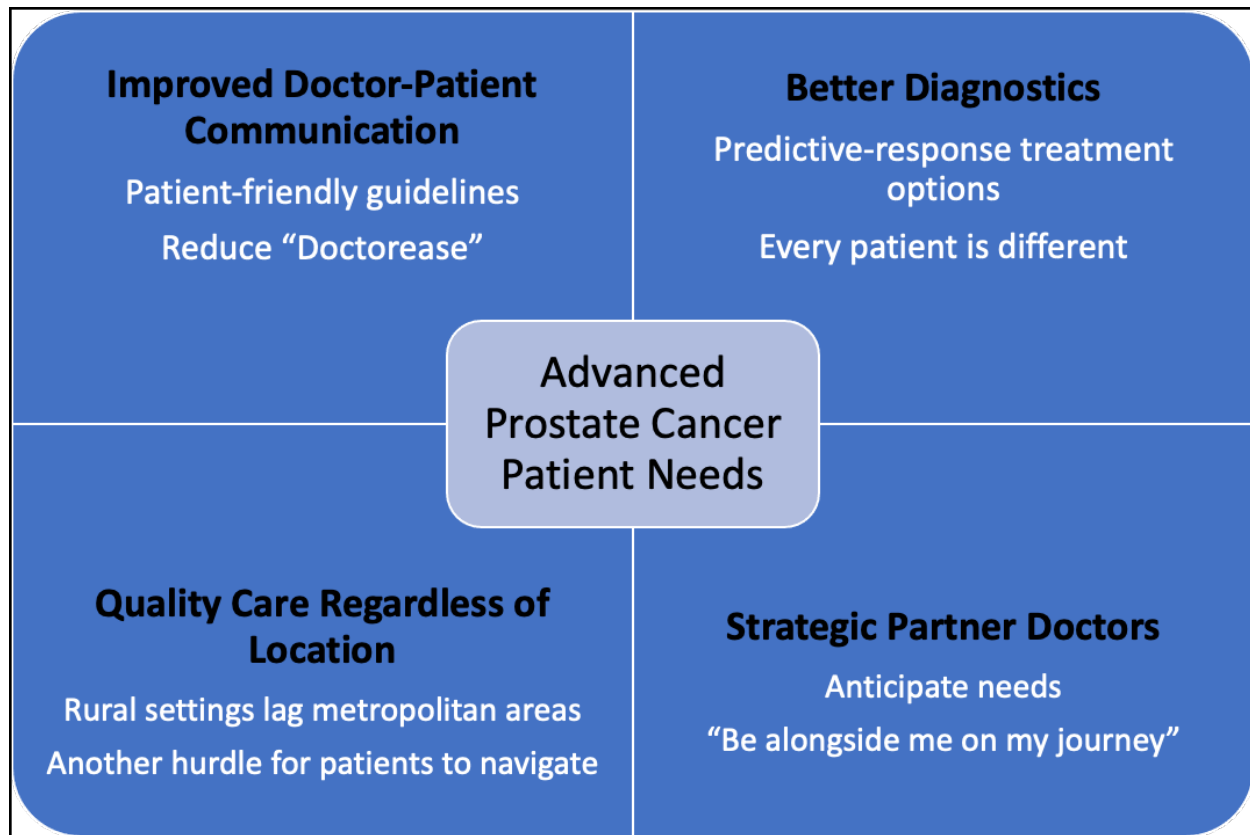 Improved Doctor-Patient
Communication
Patient-friendly guidelines
Reduce “Doctorease”
Better Diagnostics
Predictive-response treatment
options
Every patient is different
Advanced
Prostate Cancer
Patient Needs
Quality Care Regardless of
Location
Rural settings lag metropolitan areas
Another hurdle for patients to navigate
Strategic Partner Doctors
Anticipate needs
“Be alongside me on my journey”